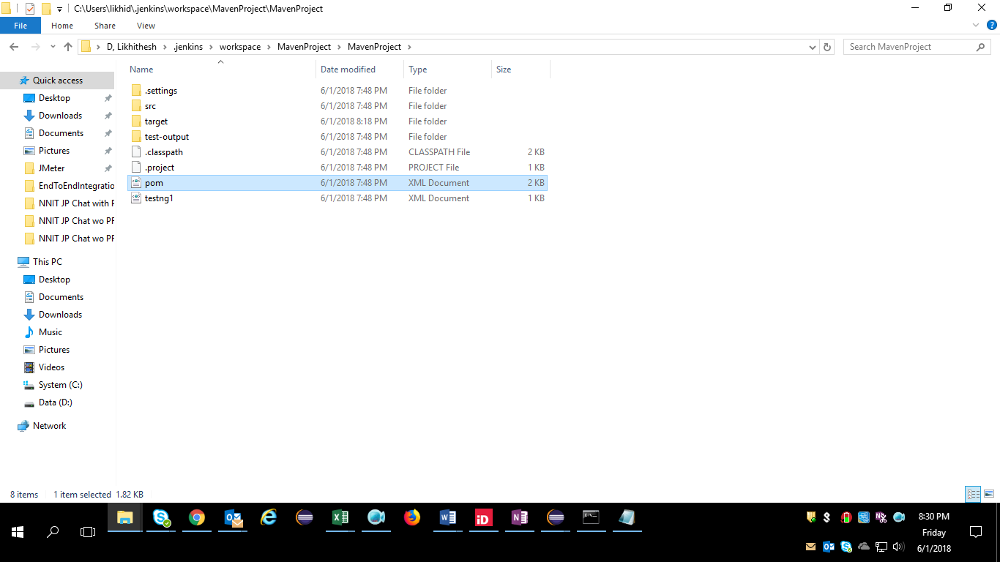 C:\Users\likhid\.jenkins\workspace\MavenProject\MavenProject
File Home Share View
D, Likhithesh .jenkins workspace MavenProject MavenProject
Search MavenProject
Name Date modified Type Size
Quick access
Desktop
Downloads
Documents
Pictures
JMeter
EndToEndIntegratio
NNIT JP Chat with P
NNIT JP Chat wo PF
NNIT JP Chat wo PF
This PC
Desktop
Documents
Downloads
Music
Pictures
Videos
System (C:)
Data (D:)
Network
.settings 6/1/2018 7:48 PM File folder
src 6/1/2018 7:48 PM File folder
target 6/1/2018 8:18 PM File folder
test-output 6/1/2018 7:48 PM File folder
.classpath 6/1/2018 7:48 PM CLASSPATH File 2 KB
.project 6/1/2018 7:48 PM PROJECT File 1 KB
pom 6/1/2018 7:48 PM XML Document 2 KB
testng1 6/1/2018 7:48 PM XML Document 1 KB
8 items 1 item selected 1.82 KB
8:30 PM
Friday
6/1/2018